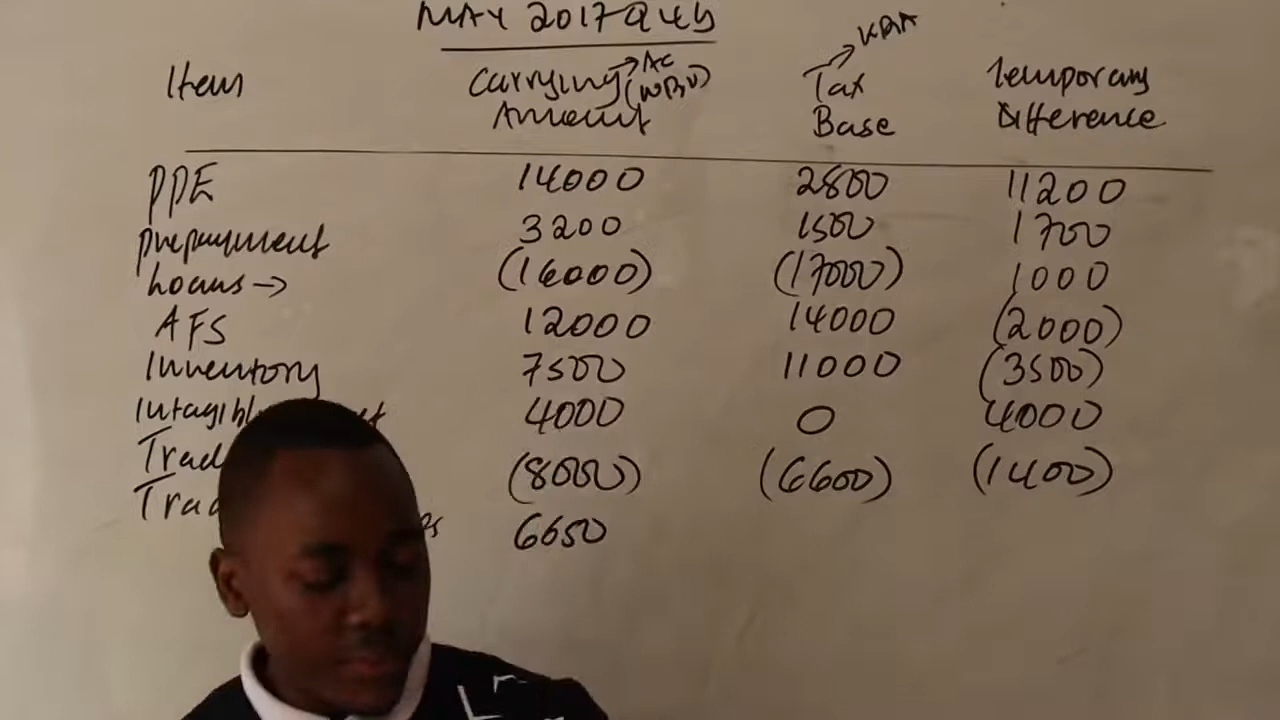 MAY 2017 Q4b
Item Carrying Amount → AC (WBV) Tax Base → KRA Temporary Difference
PPE 14000 2800 11200
prepayment 3200 1500 1700
Loans → (16000) (17000) 1000
AFS 12000 14000 (2000)
Inventory 7500 11000 (3500)
4000 0 4000
(8000) (6600) (1400)
6650